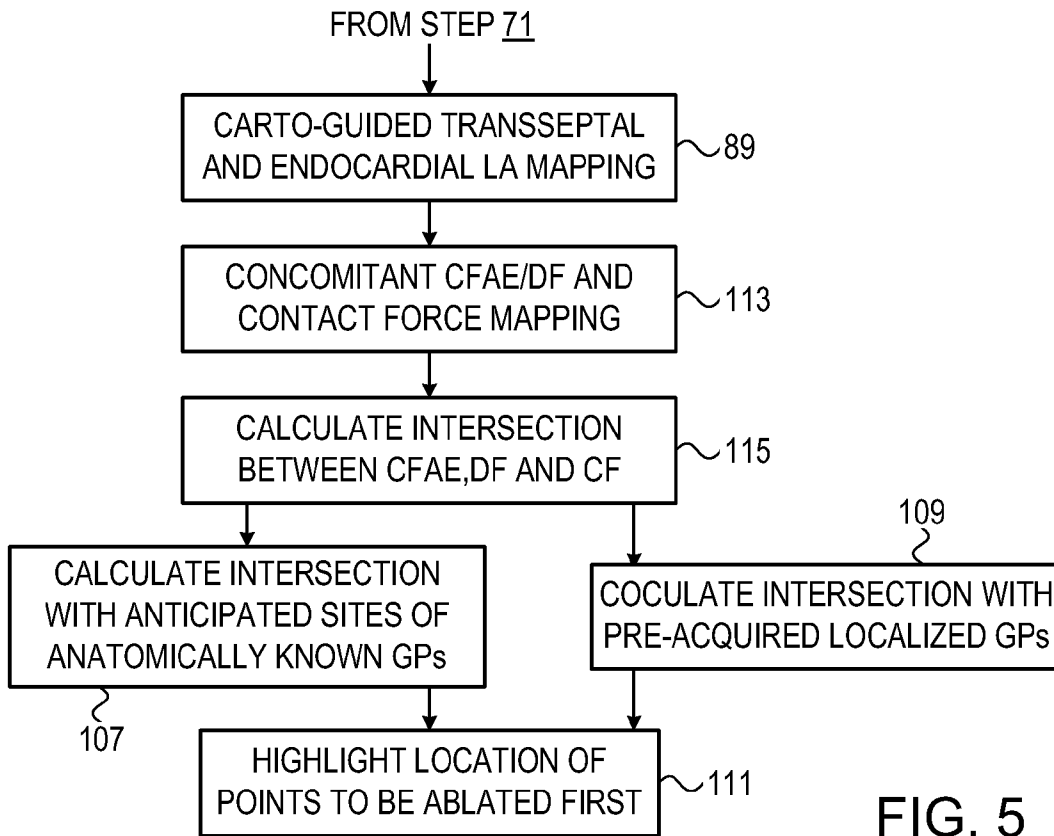 FROM STEP 71
CARTO-GUIDED TRANSSEPTAL
AND ENDOCARDIAL LA MAPPING
89
CONCOMITANT CFAE/DF AND
CONTACT FORCE MAPPING
113
CALCULATE INTERSECTION
BETWEEN CFAE,DF AND CF
115
CALCULATE INTERSECTION
WITH ANTICIPATED SITES OF
ANATOMICALLY KNOWN GPs
107
109
COCULATE INTERSECTION WITH
PRE-ACQUIRED LOCALIZED GPs
HIGHLIGHT LOCATION OF
POINTS TO BE ABLATED FIRST
111
FIG. 5